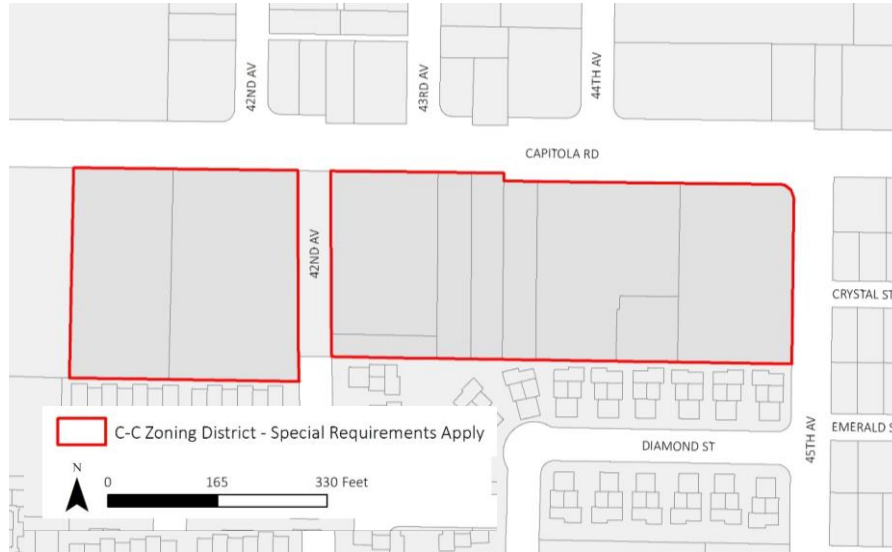 42ND AV
43RD AV
44TH AV
CAPITOLA RD
42ND AV
CRYSTAL ST
C-C Zoning District - Special Requirements Apply
DIAMOND ST
45TH AV
EMERALD S
N
0 165 330 Feet